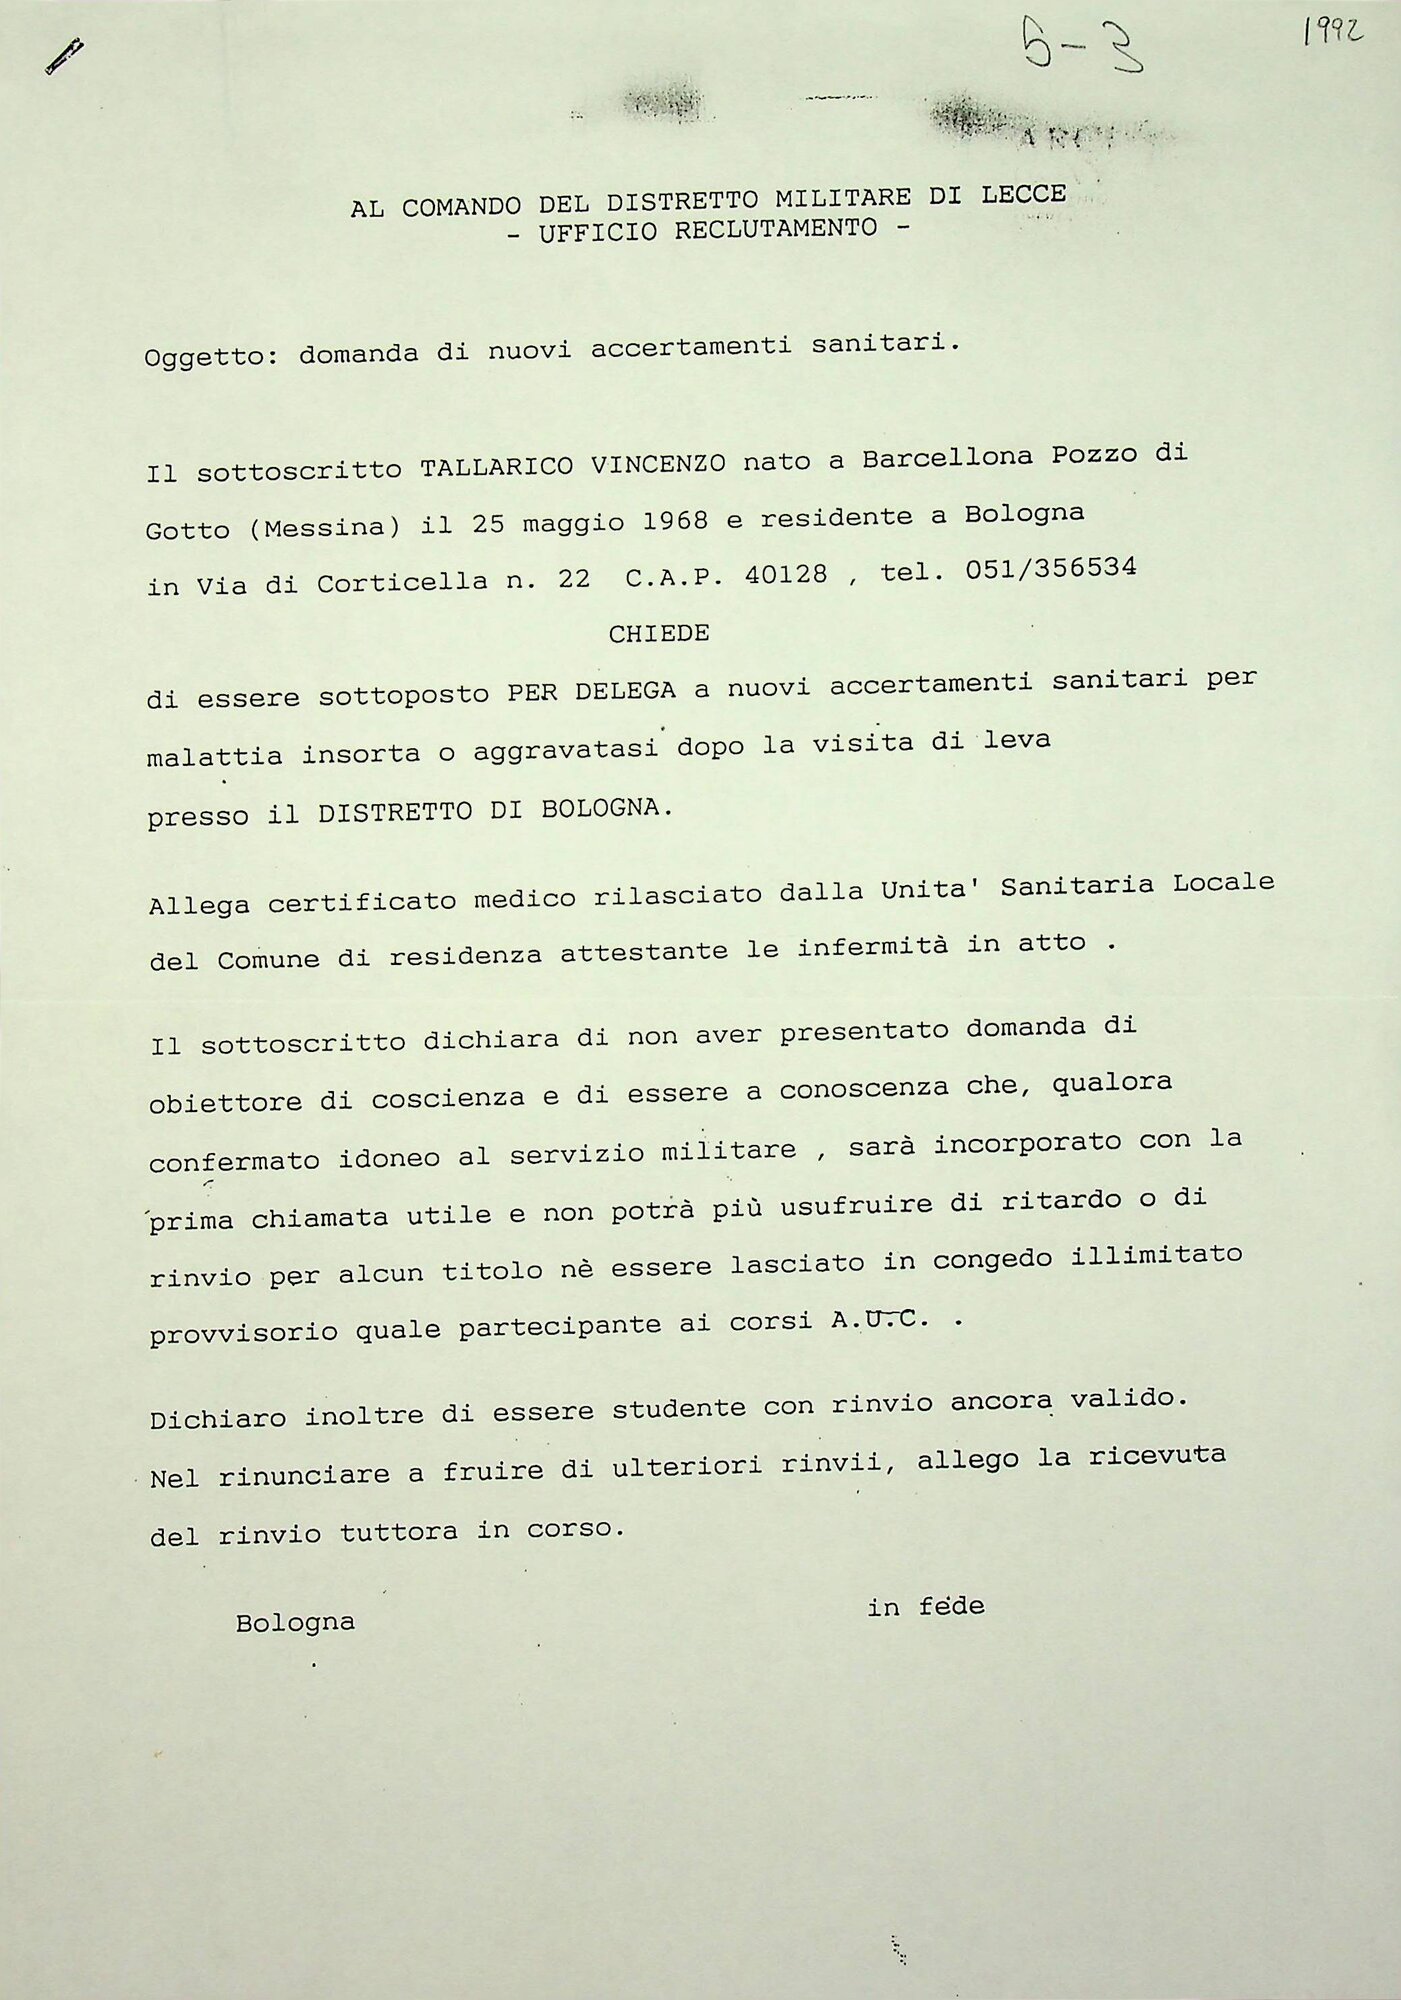 5-3
1992
AL COMANDO DEL DISTRETTO MILITARE DI LECCE
- UFFICIO RECLUTAMENTO -
Oggetto: domanda di nuovi accertamenti sanitari.
Il sottoscritto TALLARICO VINCENZO nato a Barcellona Pozzo di
Gotto (Messina) il 25 maggio 1968 e residente a Bologna
in Via di Corticella n. 22 C.A.P. 40128 , tel. 051/356534
CHIEDE
di essere sottoposto PER DELEGA a nuovi accertamenti sanitari per
malattia insorta o aggravatasi dopo la visita di leva
presso il DISTRETTO DI BOLOGNA.
Allega certificato medico rilasciato dalla Unita' Sanitaria Locale
del Comune di residenza attestante le infermità in atto .
Il sottoscritto dichiara di non aver presentato domanda di
obiettore di coscienza e di essere a conoscenza che, qualora
confermato idoneo al servizio militare , sarà incorporato con la
prima chiamata utile e non potrà più usufruire di ritardo o di
rinvio per alcun titolo nè essere lasciato in congedo illimitato
provvisorio quale partecipante ai corsi A.U.C. .
Dichiaro inoltre di essere studente con rinvio ancora valido.
Nel rinunciare a fruire di ulteriori rinvii, allego la ricevuta
del rinvio tuttora in corso.
Bologna
in fede